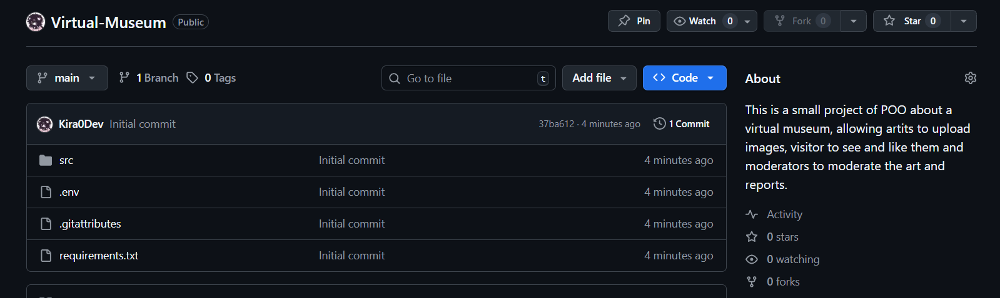 Virtual-Museum Public Pin Watch 0 Fork 0 Star 0
main 1 Branch 0 Tags Go to file t Add file Code
Kira0Dev Initial commit 37ba612 · 4 minutes ago 1 Commit
src Initial commit 4 minutes ago
.env Initial commit 4 minutes ago
.gitattributes Initial commit 4 minutes ago
requirements.txt Initial commit 4 minutes ago
About
This is a small project of POO about a
virtual museum, allowing artits to upload
images, visitor to see and like them and
moderators to moderate the art and
reports.
Activity
0 stars
0 watching
0 forks